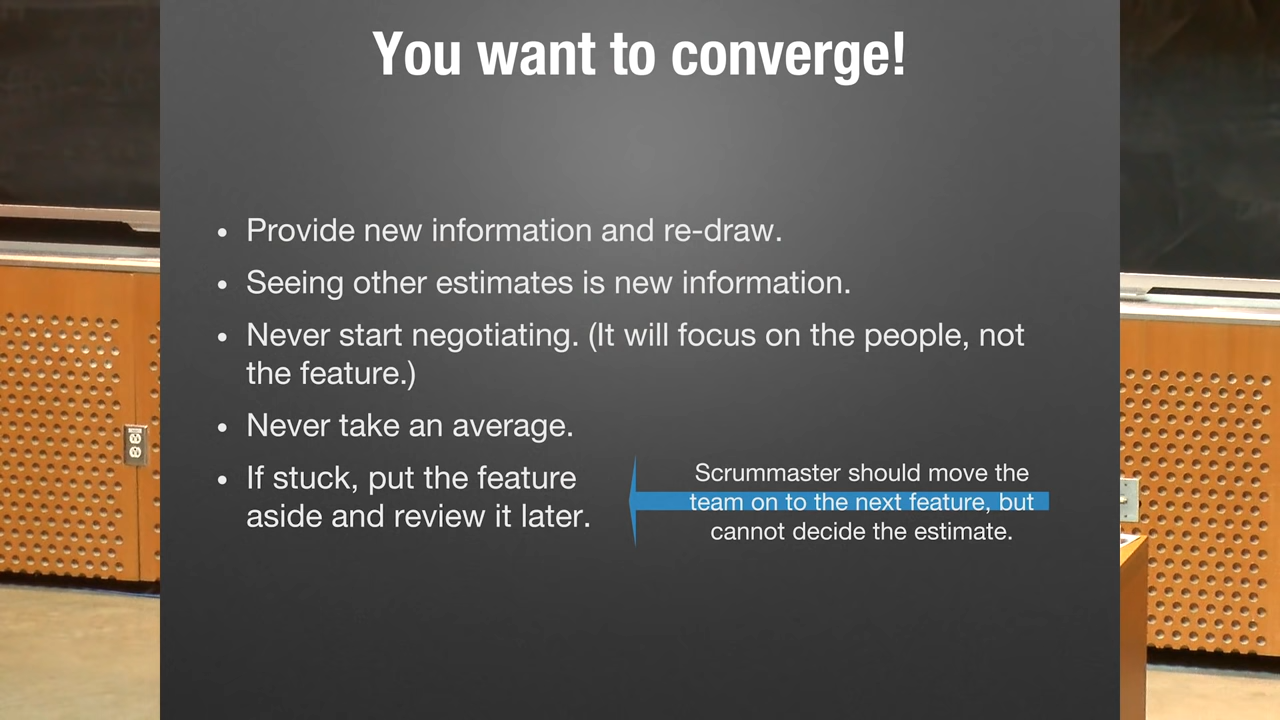 You want to converge!
• Provide new information and re-draw.
• Seeing other estimates is new information.
• Never start negotiating. (It will focus on the people, not
the feature.)
• Never take an average.
• If stuck, put the feature
aside and review it later.
Scrummaster should move the
team on to the next feature, but
cannot decide the estimate.